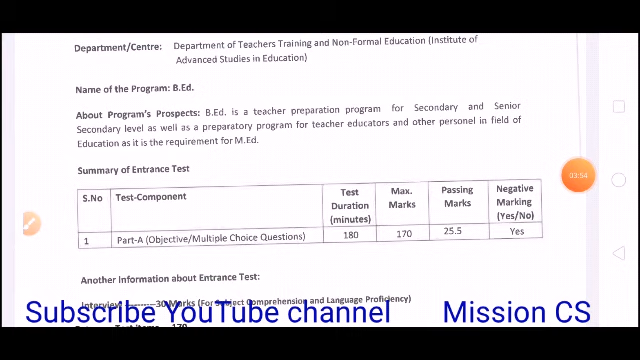 Department/Centre: Department of Teachers Training and Non-Formal Education (Institute of
Advanced Studies in Education)
Name of the Program: B.Ed.
About Program's Prospects: B.Ed. is a teacher preparation program for Secondary and Senior
Secondary level as well as a preparatory program for teacher educators and other personel in field of
Education as it is the requirement for M.Ed.
Summary of Entrance Test
S.No Test-Component Test Duration (minutes) Max. Marks Passing Marks Negative Marking (Yes/No)
1 Part-A (Objective/Multiple Choice Questions) 180 170 25.5 Yes
Another Information about Entrance Test:
Interview ---------30 Marks (For Subject Comprehension and Language Proficiency)
Subscribe YouTube channel Mission CS
170
03:54